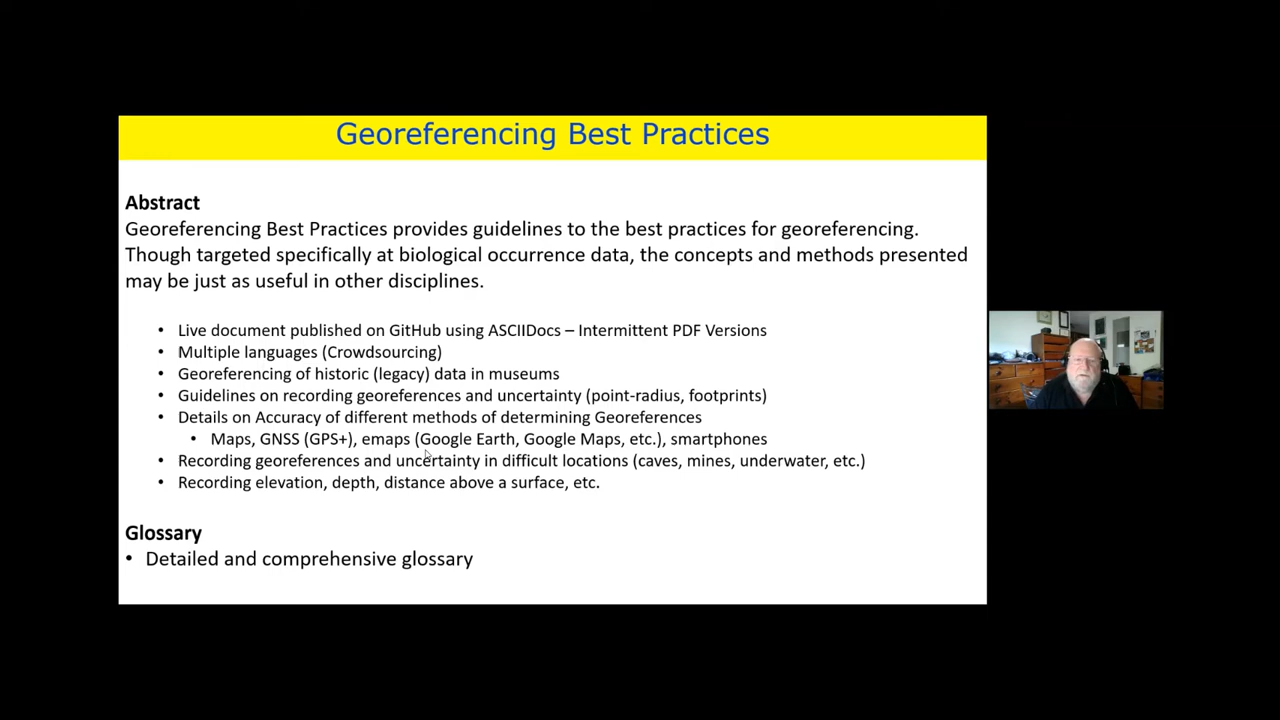 Georeferencing Best Practices
Abstract
Georeferencing Best Practices provides guidelines to the best practices for georeferencing.
Though targeted specifically at biological occurrence data, the concepts and methods presented
may be just as useful in other disciplines.
• Live document published on GitHub using ASCIIDocs – Intermittent PDF Versions
• Multiple languages (Crowdsourcing)
• Georeferencing of historic (legacy) data in museums
• Guidelines on recording georeferences and uncertainty (point-radius, footprints)
• Details on Accuracy of different methods of determining Georeferences
• Maps, GNSS (GPS+), emaps (Google Earth, Google Maps, etc.), smartphones
• Recording georeferences and uncertainty in difficult locations (caves, mines, underwater, etc.)
• Recording elevation, depth, distance above a surface, etc.
Glossary
• Detailed and comprehensive glossary